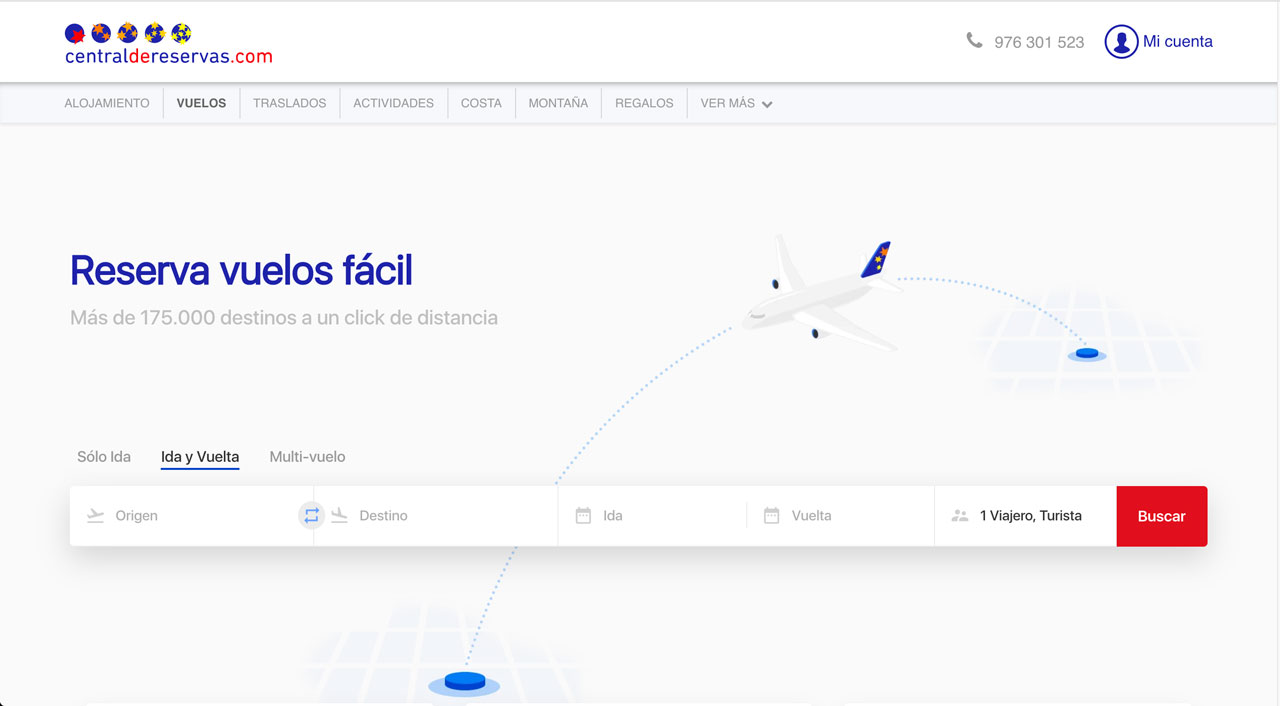 centraldereservas.com
976 301 523
Mi cuenta
ALOJAMIENTO
VUELOS
TRASLADOS
ACTIVIDADES
COSTA
MONTAÑA
REGALOS
VER MÁS
Reserva vuelos fácil
Más de 175.000 destinos a un click de distancia
Sólo Ida
Ida y Vuelta
Multi-vuelo
Origen
Destino
Ida
Vuelta
1 Viajero, Turista
Buscar